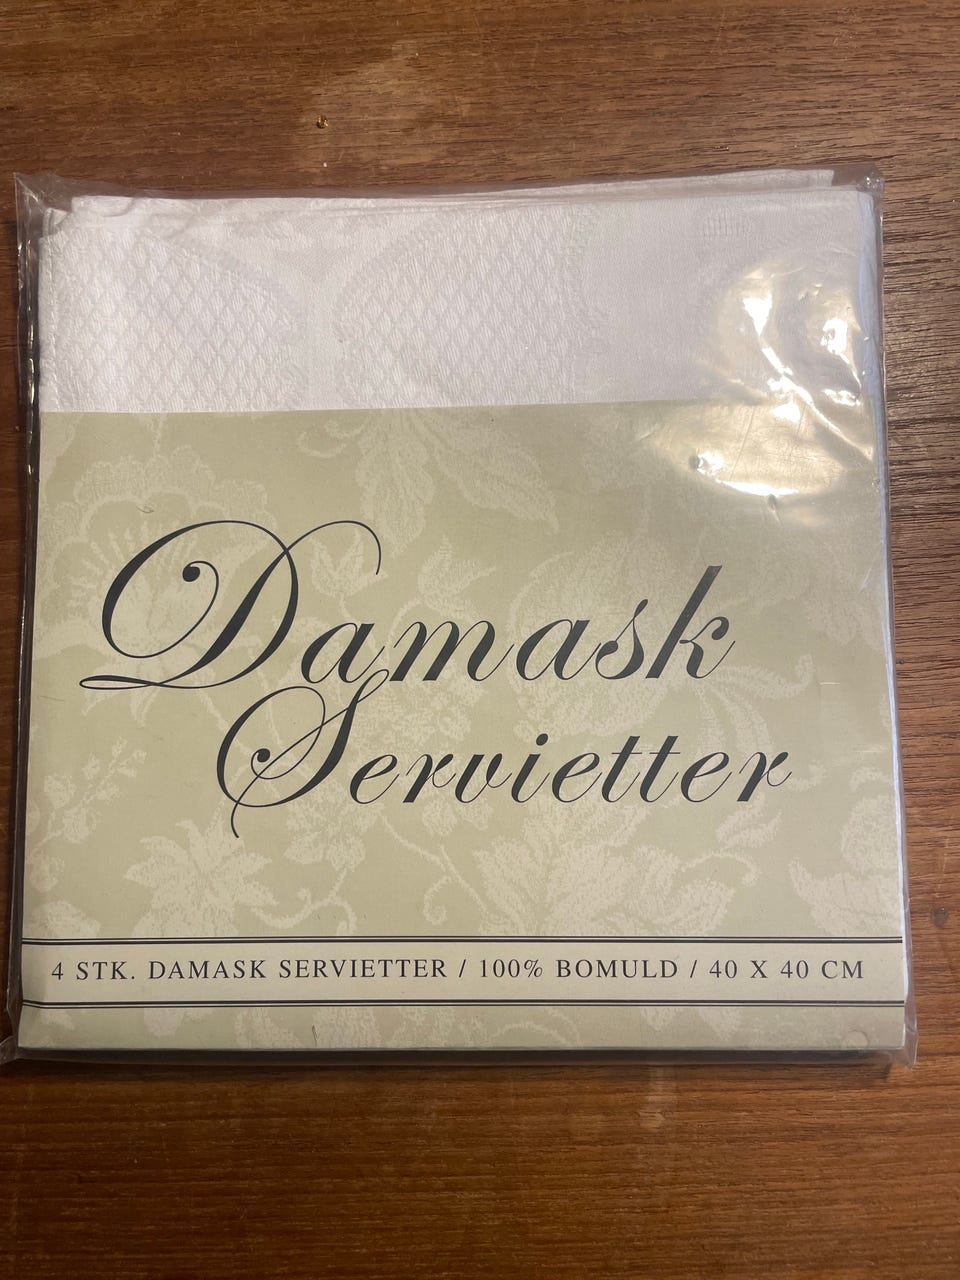 Damask
Servietter
4 STK. DAMASK SERVIETTER / 100% BOMULD / 40 X 40 CM